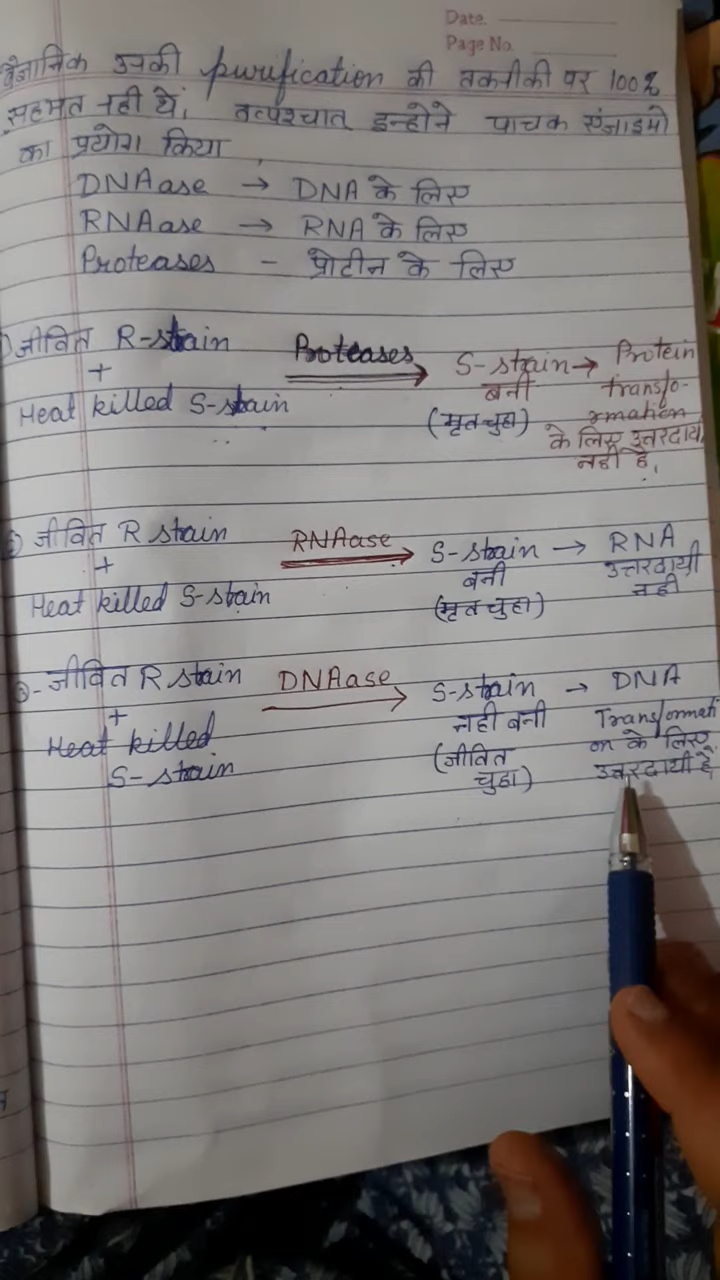 Date.
Page No.
वैज्ञानिक उनकी purification की तकनीकी पर 100%
सहमत नही थे, तत्पश्चात् इन्होने पाचक एंजाइमो
का प्रयोग किया
DNAase → DNA के लिए
RNAase → RNA के लिए
Proteases - प्रोटीन के लिए
जीवित R-stain
+
Heat killed S-stain
Proteases
S-stain → Protein
बनी
(मृत चुहा)
transfo-
rmation
के लिए उत्तरदायी
नही है,
जीवित R stain
+
Heat killed S-stain
RNAase
S-stain → RNA
बनी
(मृत चुहा)
उत्तरदायी
नही
③- जीवित R stain
+
Heat killed
S-stain
DNAase
S-stain → DNA
नही बनी
(जीवित
चुहा)
Transformati
on के लिए
उत्तरदायी है